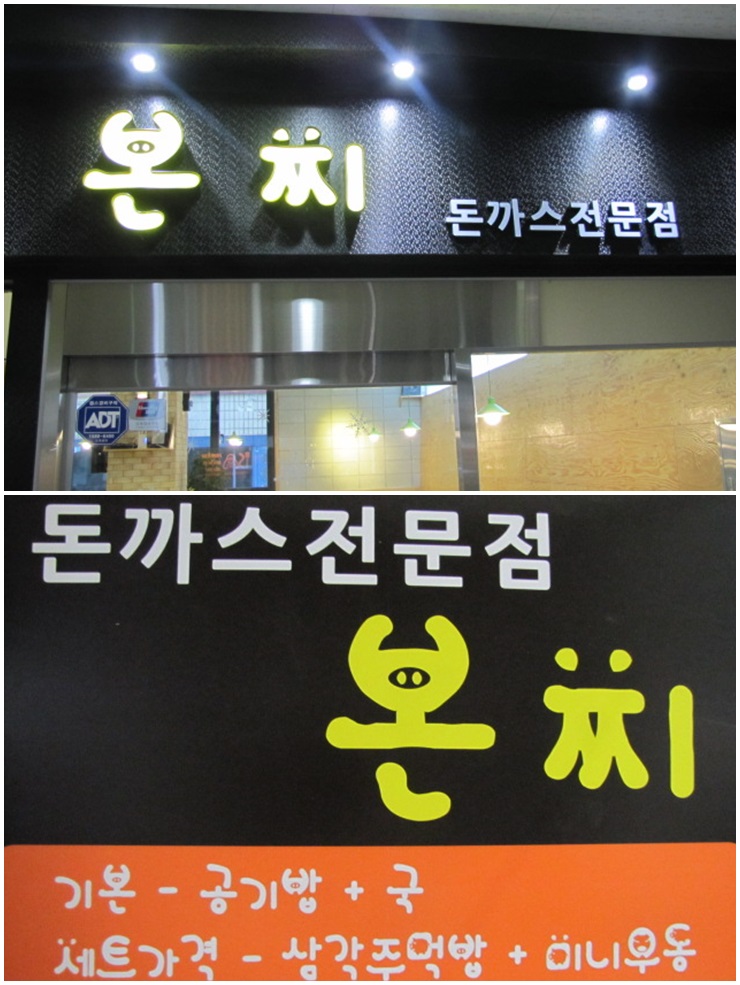 본찌
돈까스전문점
ADT
돈까스전문점
본찌
기본 - 공기밥 + 국
세트가격 - 삼각주먹밥 + 미니우동